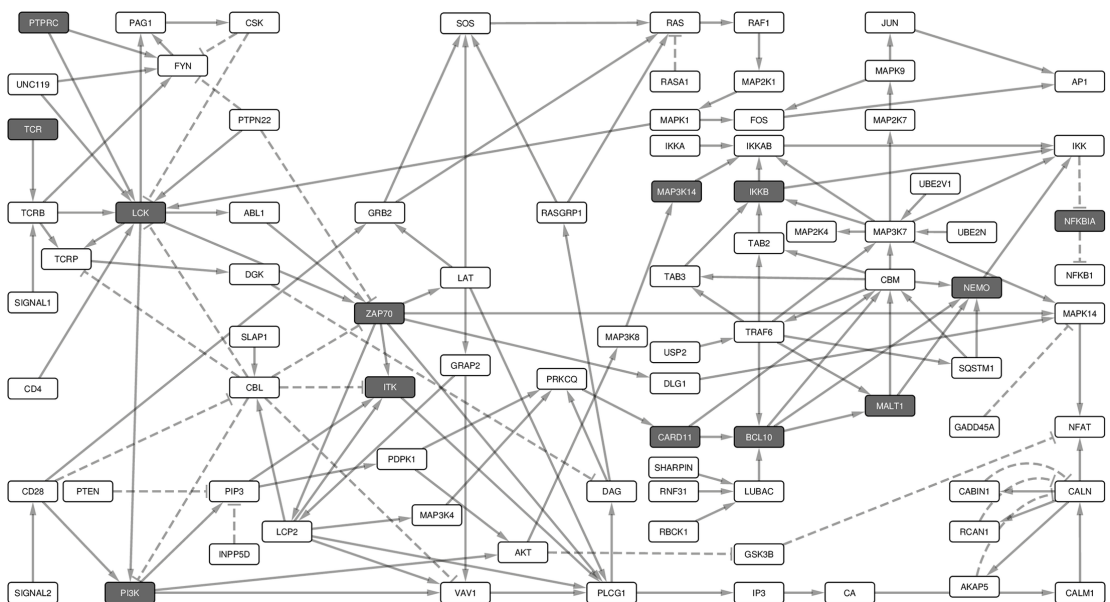 PTPRC
PAG1
CSK
SOS
RAS
RAF1
JUN
FYN
MAPK9
UNC119
RASA1
MAP2K1
AP1
TCR
PTPN22
MAPK1
FOS
MAP2K7
IKKA
IKKAB
IKK
MAP3K14
IKKB
UBE2V1
TCRB
LCK
ABL1
GRB2
RASGRP1
NFKBIA
MAP2K4
MAP3K7
UBE2N
TAB2
TCRP
DGK
LAT
TAB3
CBM
NFKB1
NEMO
SIGNAL1
ZAP70
MAPK14
SLAP1
MAP3K8
TRAF6
USP2
GRAP2
SQSTM1
CD4
CBL
ITK
PRKCQ
DLG1
MALT1
CARD11
BCL10
GADD45A
NFAT
PDPK1
SHARPIN
CD28
PTEN
PIP3
DAG
RNF31
LUBAC
CABIN1
CALN
MAP3K4
LCP2
RBCK1
RCAN1
INPP5D
AKT
GSK3B
AKAP5
SIGNAL2
PI3K
VAV1
PLCG1
IP3
CA
CALM1